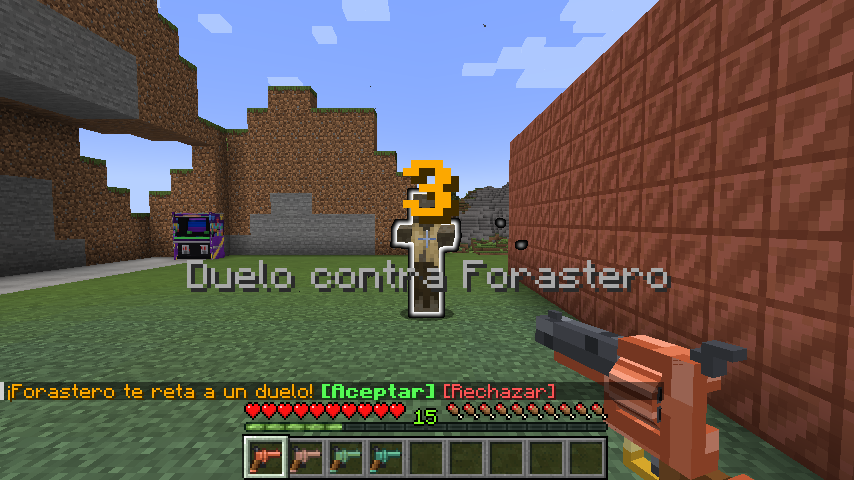 3
Duelo contra Forastero
¡Forastero te reta a un duelo! [Aceptar] [Rechazar]
15